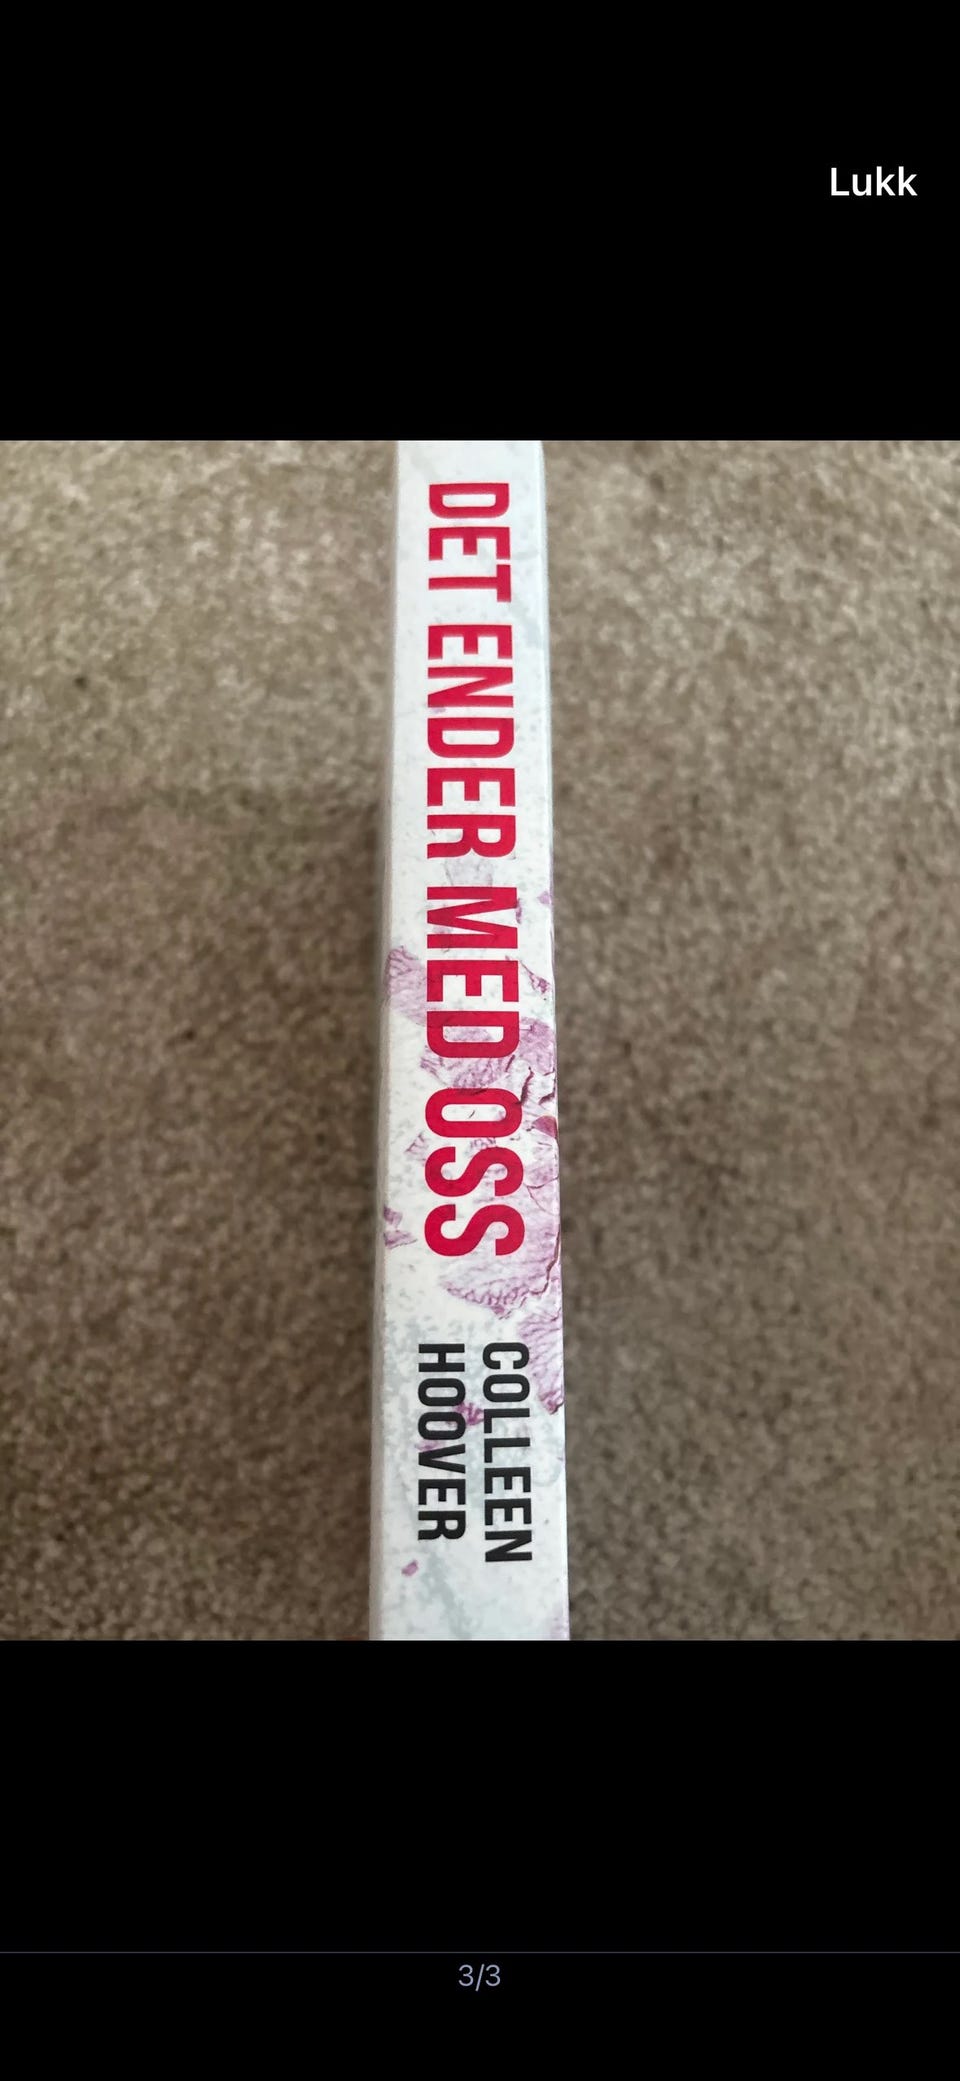 Lukk
DET ENDER MED OSS
COLLEEN
HOOVER
3/3